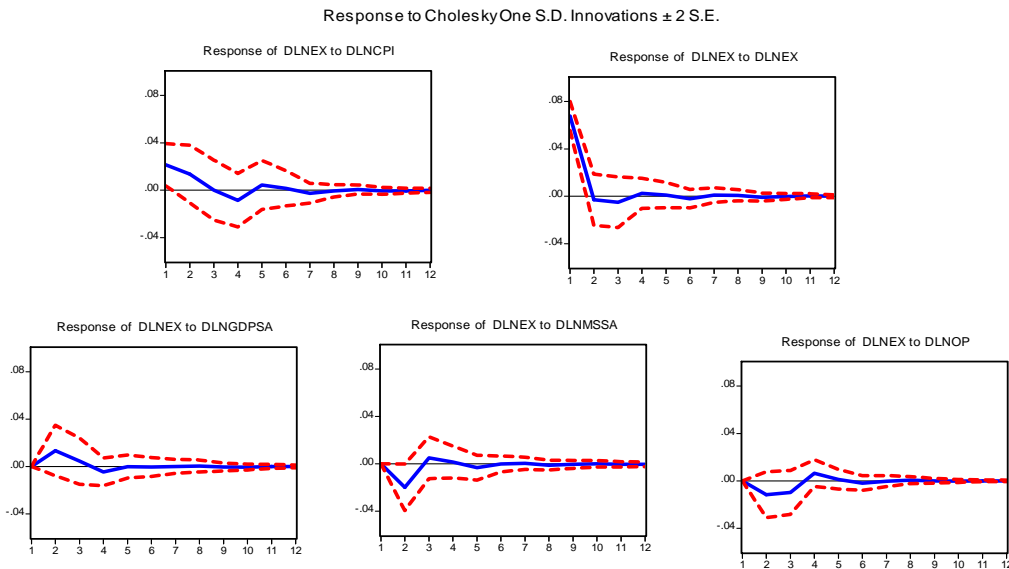 Response to Cholesky One S.D. Innovations ± 2 S.E.
Response of DLNEX to DLNCPI
.08
.04
.00
-.04
1 2 3 4 5 6 7 8 9 10 11 12
Response of DLNEX to DLNEX
.08
.04
.00
-.04
1 2 3 4 5 6 7 8 9 10 11 12
Response of DLNEX to DLNGDPSA
.08
.04
.00
-.04
1 2 3 4 5 6 7 8 9 10 11 12
Response of DLNEX to DLNMSSA
.08
.04
.00
-.04
1 2 3 4 5 6 7 8 9 10 11 12
Response of DLNEX to DLNOP
.08
.04
.00
-.04
1 2 3 4 5 6 7 8 9 10 11 12